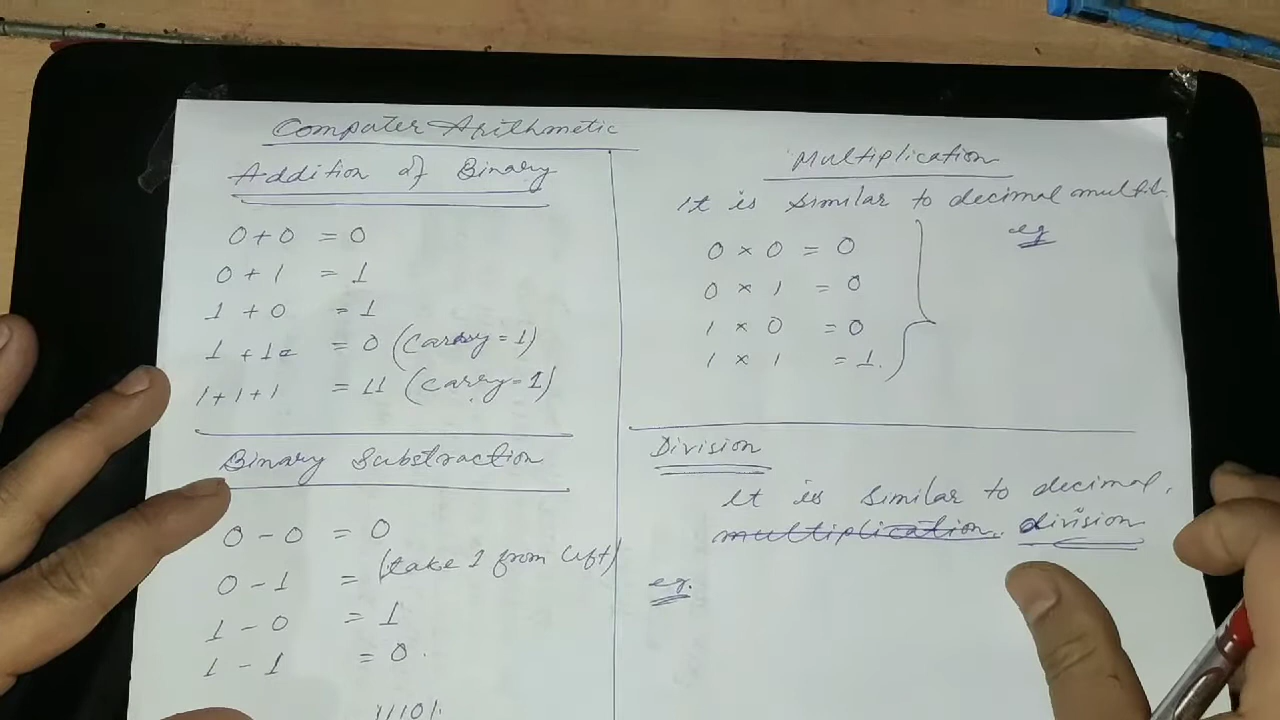 Computer Arithmetic
Addition of Binary
0 + 0 = 0
0 + 1 = 1
1 + 0 = 1
1 + 1 = 0 (Carry = 1)
1 + 1 + 1 = 11 (Carry = 1)
Binary Substraction
0 - 0 = 0
0 - 1 = (take 1 from left)
1 - 0 = 1
1 - 1 = 0.
11101
Multiplication
It is similar to decimal multi
eg
0 × 0 = 0
0 × 1 = 0
1 × 0 = 0
1 × 1 = 1.
Division
It is similar to decimal,
multiplication. division
eg.